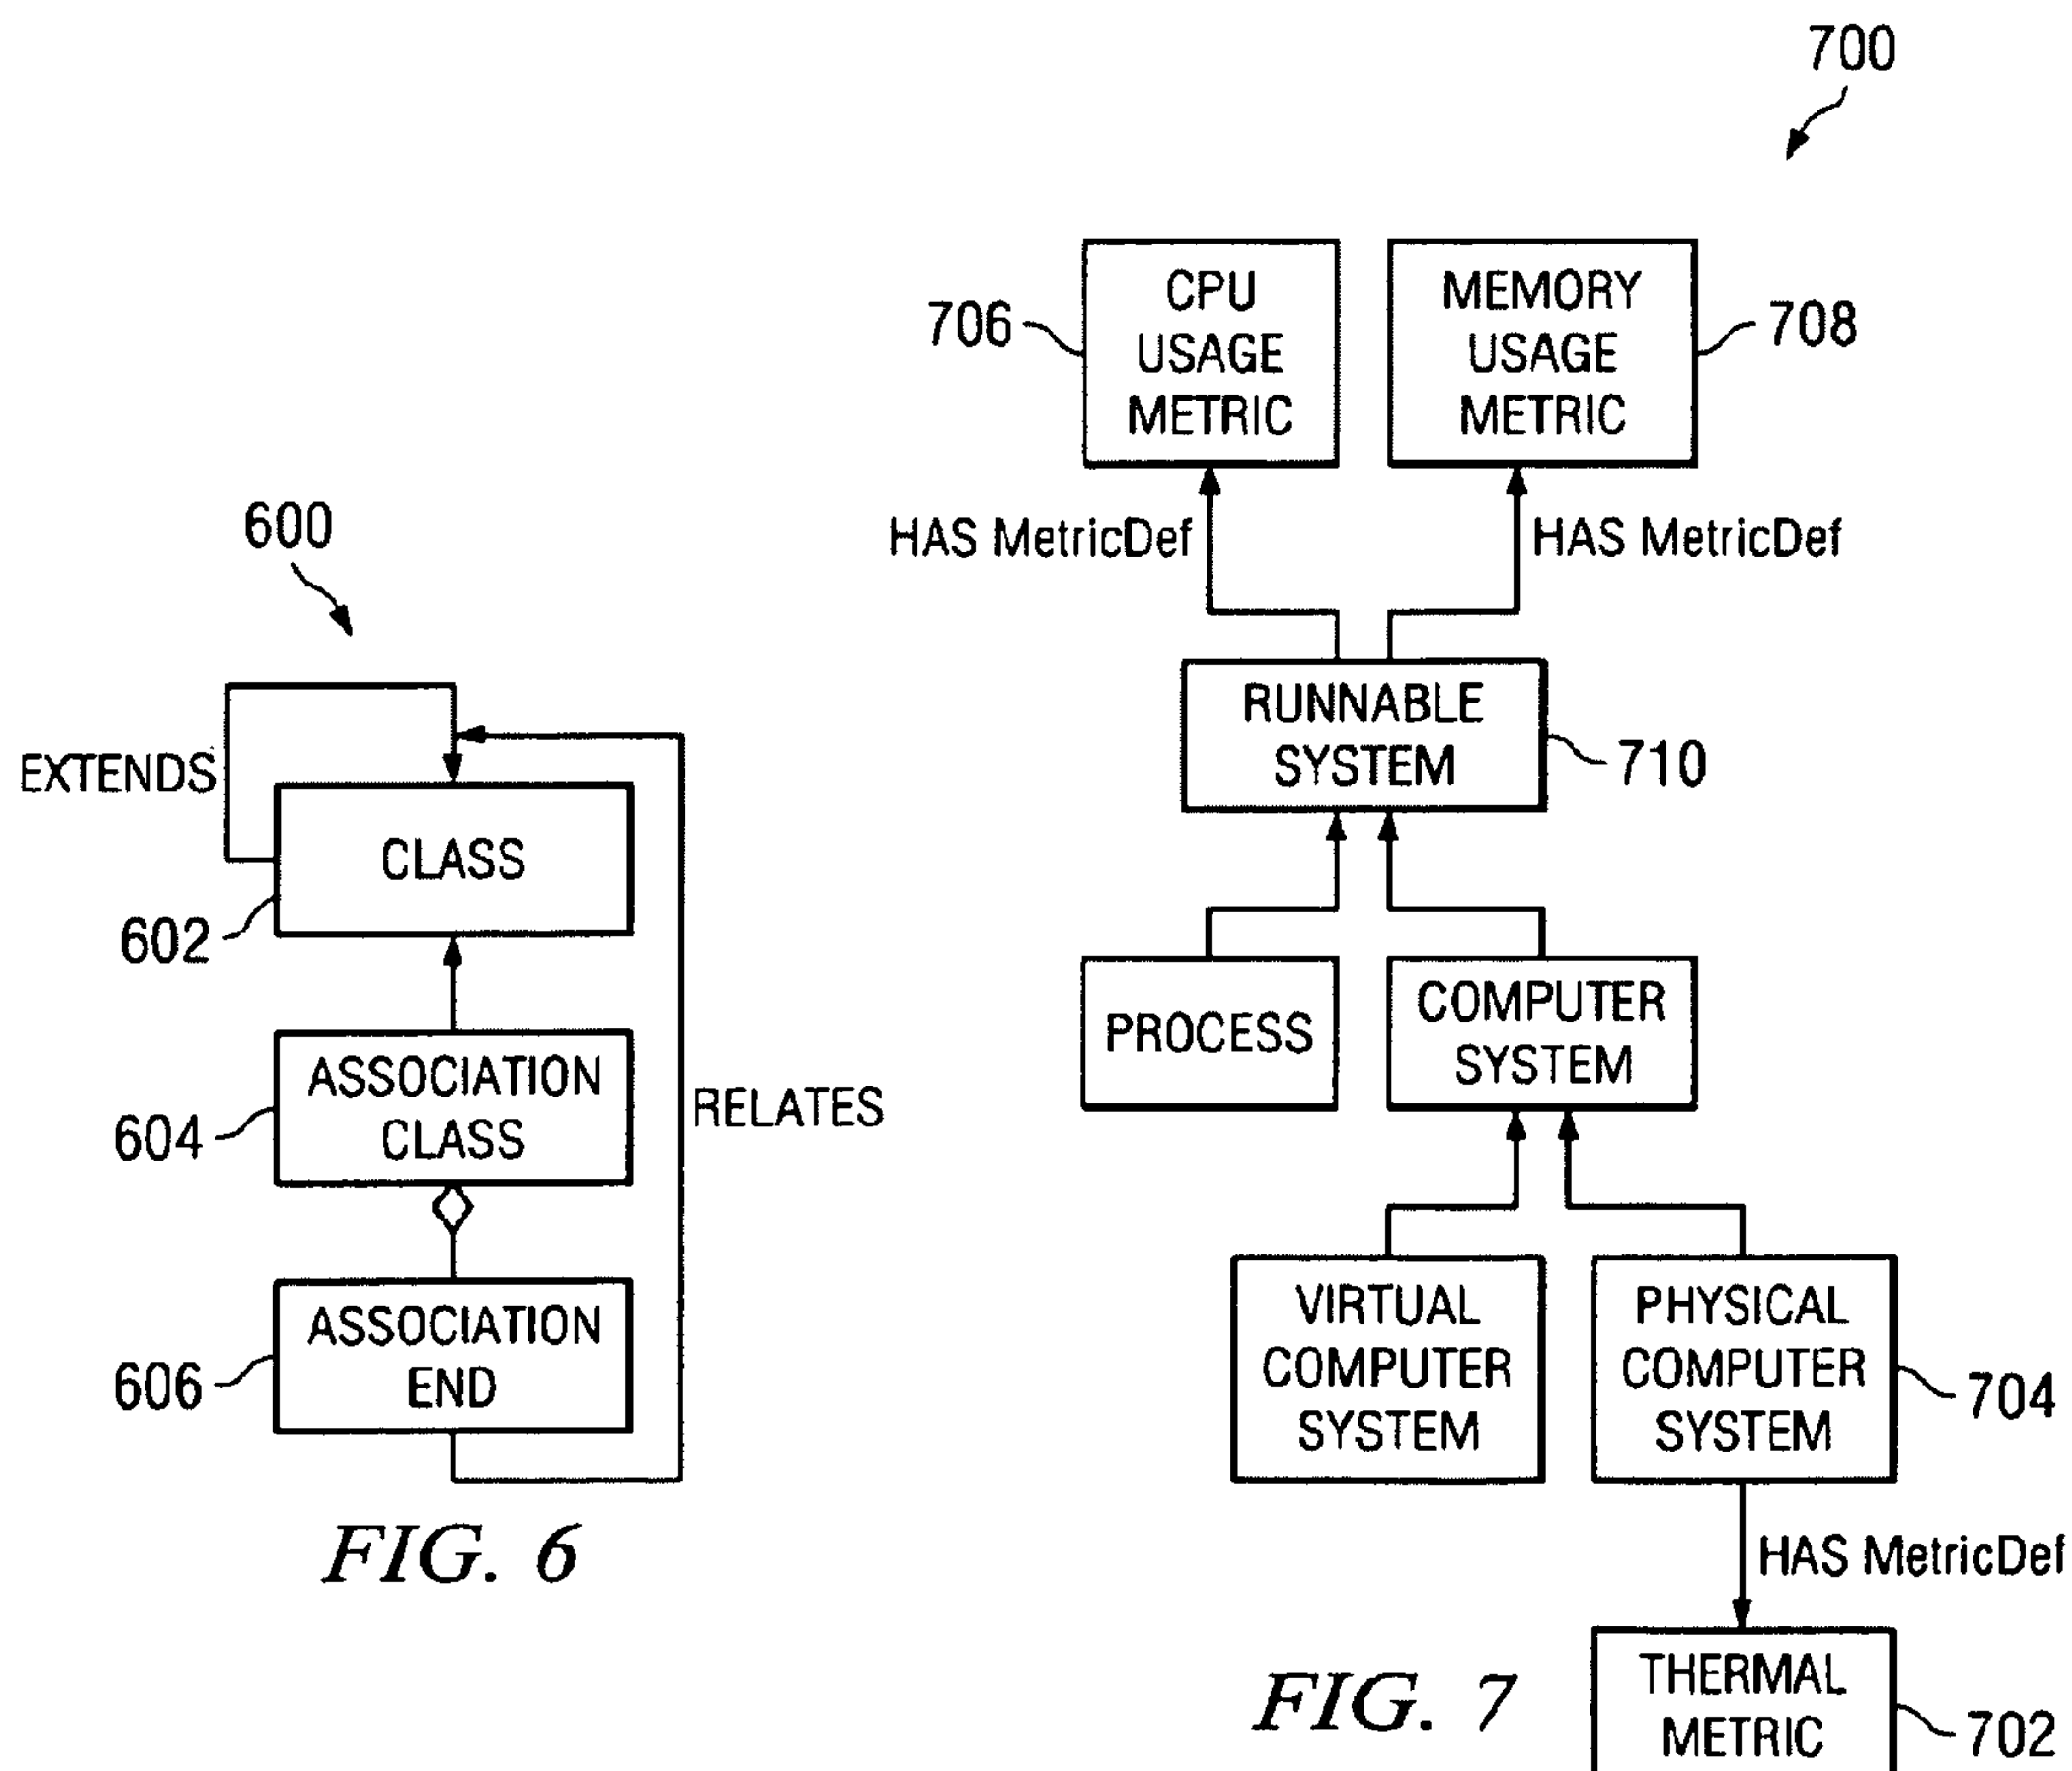 600
EXTENDS
CLASS
602
ASSOCIATION
CLASS
604
RELATES
ASSOCIATION
END
606
FIG. 6
700
CPU
USAGE
METRIC
706
MEMORY
USAGE
METRIC
708
HAS MetricDef
HAS MetricDef
RUNNABLE
SYSTEM
710
PROCESS
COMPUTER
SYSTEM
VIRTUAL
COMPUTER
SYSTEM
PHYSICAL
COMPUTER
SYSTEM
704
HAS MetricDef
THERMAL
METRIC
702
FIG. 7